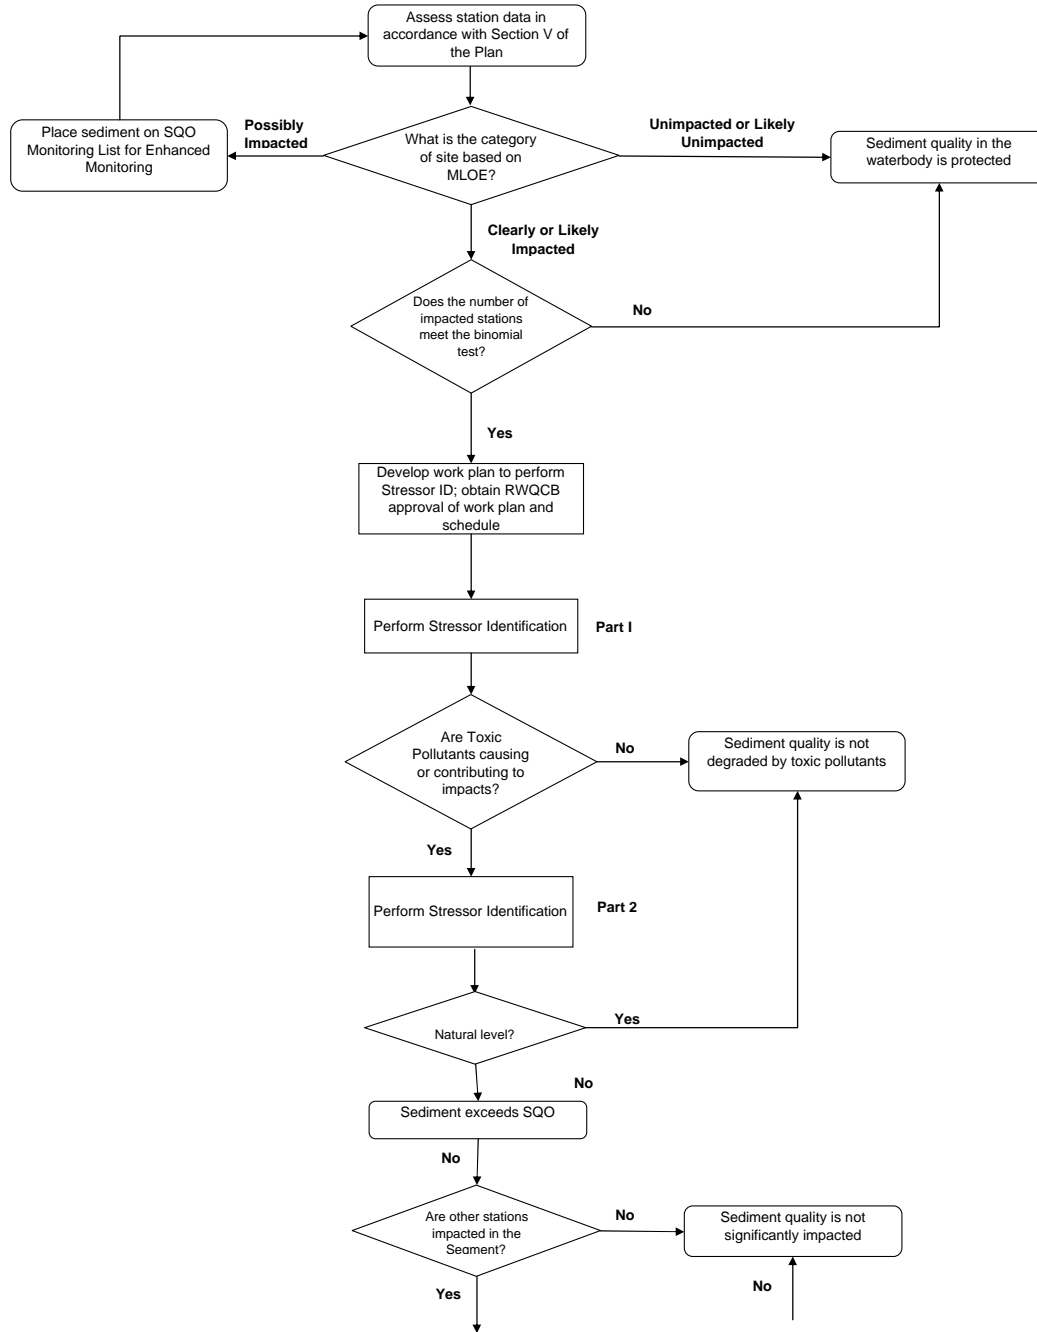 Assess station data in
accordance with Section V of
the Plan
Place sediment on SQO
Monitoring List for Enhanced
Monitoring
Possibly
Impacted
What is the category
of site based on
MLOE?
Unimpacted or Likely
Unimpacted
Sediment quality in the
waterbody is protected
Clearly or Likely
Impacted
Does the number of
impacted stations
meet the binomial
test?
No
Yes
Develop work plan to perform
Stressor ID; obtain RWQCB
approval of work plan and
schedule
Perform Stressor Identification
Part I
Are Toxic
Pollutants causing
or contributing to
impacts?
No
Sediment quality is not
degraded by toxic pollutants
Yes
Perform Stressor Identification
Part 2
Natural level?
Yes
No
Sediment exceeds SQO
No
Are other stations
impacted in the
Segment?
No
Sediment quality is not
significantly impacted
Yes
No